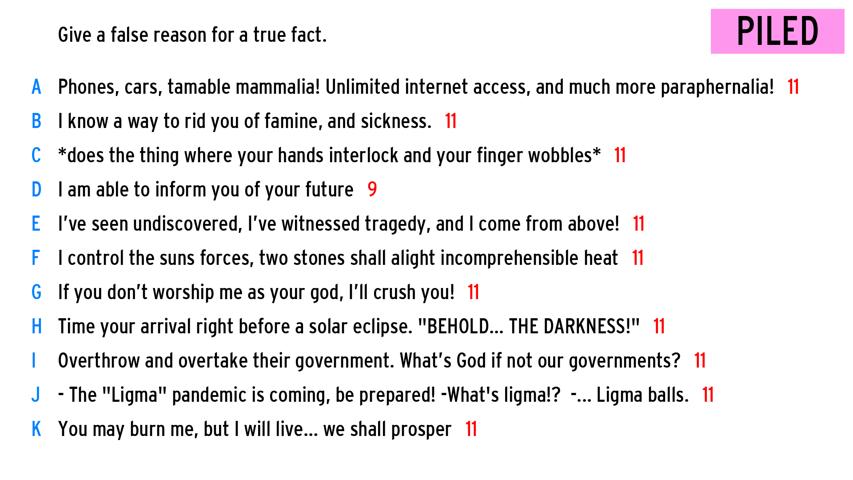 Give a false reason for a true fact.
PILED
A Phones, cars, tamable mammalia! Unlimited internet access, and much more paraphernalia! 11
B I know a way to rid you of famine, and sickness. 11
C *does the thing where your hands interlock and your finger wobbles* 11
D I am able to inform you of your future 9
E I've seen undiscovered, I've witnessed tragedy, and I come from above! 11
F I control the suns forces, two stones shall alight incomprehensible heat 11
G If you don't worship me as your god, I'll crush you! 11
H Time your arrival right before a solar eclipse. "BEHOLD... THE DARKNESS!" 11
I Overthrow and overtake their government. What's God if not our governments? 11
J - The "Ligma" pandemic is coming, be prepared! -What's ligma!? -... Ligma balls. 11
K You may burn me, but I will live... we shall prosper 11